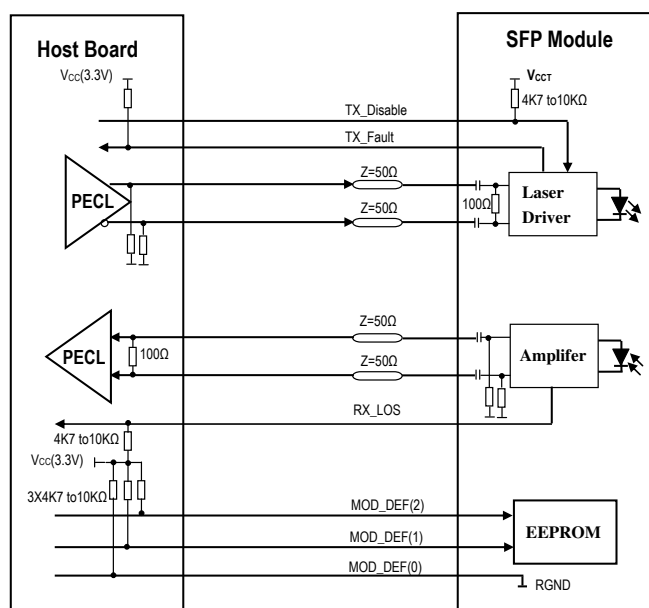 Host Board
SFP Module
Vcc(3.3V)
VCCT
4K7 to10KΩ
TX_Disable
TX_Fault
Z=50Ω
PECL
100Ω
Laser
Driver
Z=50Ω
Z=50Ω
PECL
100Ω
Amplifer
Z=50Ω
RX_LOS
4K7 to10KΩ
Vcc(3.3V)
3X4K7 to10KΩ
MOD_DEF(2)
EEPROM
MOD_DEF(1)
MOD_DEF(0)
RGND